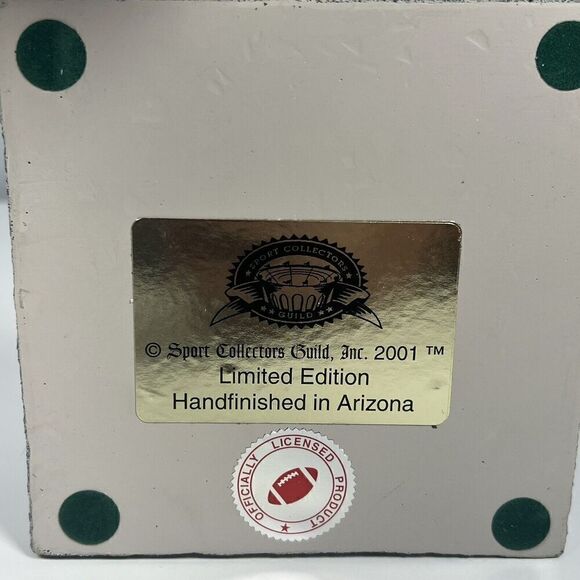 SPORT COLLECTORS
GUILD
© Sport Collectors Guild, Inc. 2001 ™
Limited Edition
Handfinished in Arizona
OFFICIALLY LICENSED PRODUCT